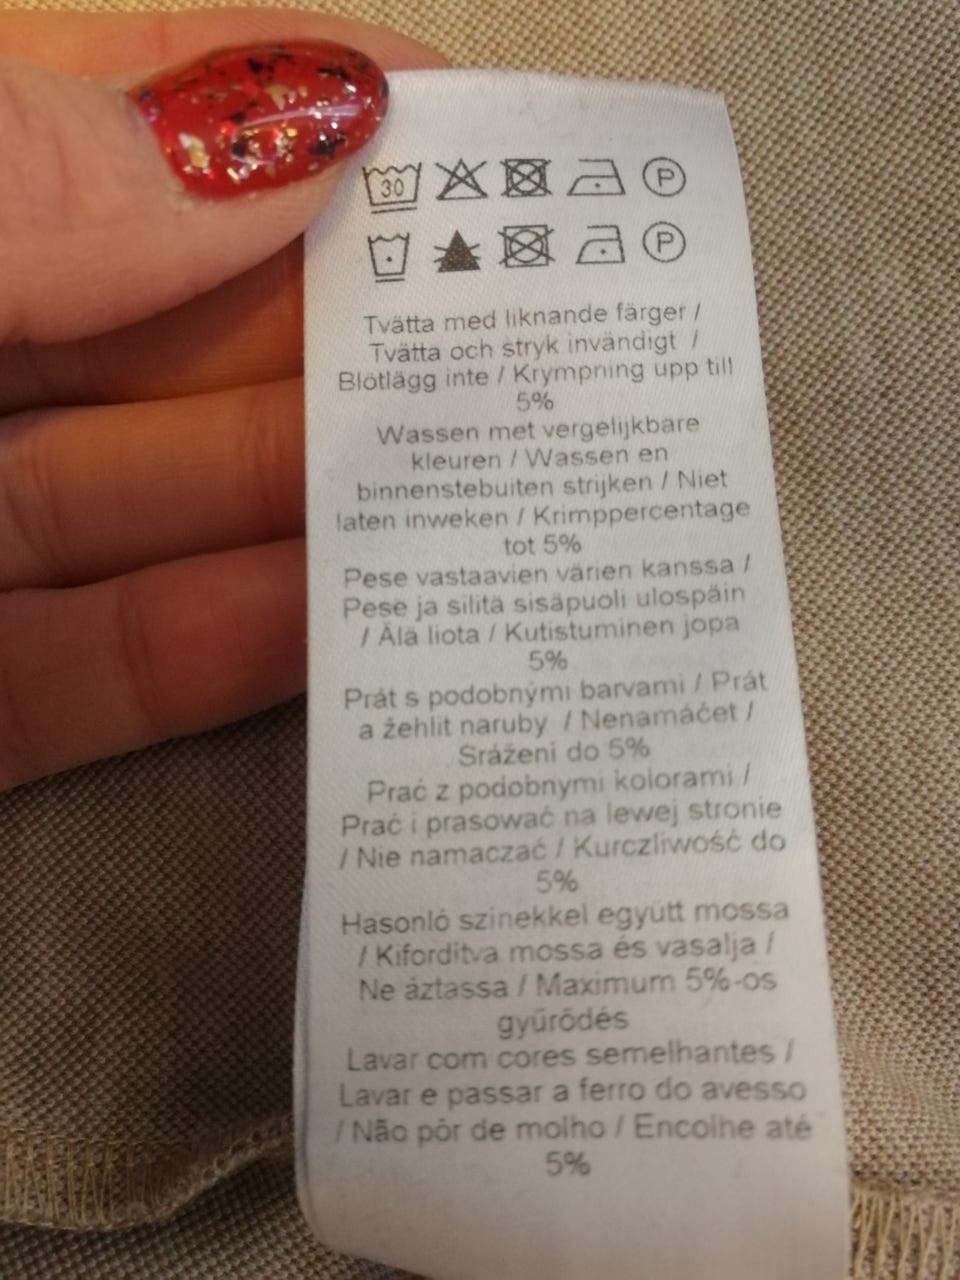 30 P
P
Tvätta med liknande färger /
Tvätta och stryk invändigt /
Blötlägg inte / Krympning upp till
5%
Wassen met vergelijkbare
kleuren / Wassen en
binnenstebuiten strijken / Niet
laten inweken / Krimppercentage
tot 5%
Pese vastaavien värien kanssa /
Pese ja silitä sisäpuoli ulospäin
/ Älä liota / Kutistuminen jopa
5%
Prát s podobnými barvami / Prát
a žehlit naruby / Nenamáčet /
Srážení do 5%
Prać z podobnymi kolorami /
Prać i prasować na lewej stronie
/ Nie namaczać / Kurczliwość do
5%
Hasonló színekkel együtt mossa
/ Kifordítva mossa és vasalja /
Ne áztassa / Maximum 5%-os
gyűrődés
Lavar com cores semelhantes /
Lavar e passar a ferro do avesso
/ Não pôr de molho / Encolhe até
5%